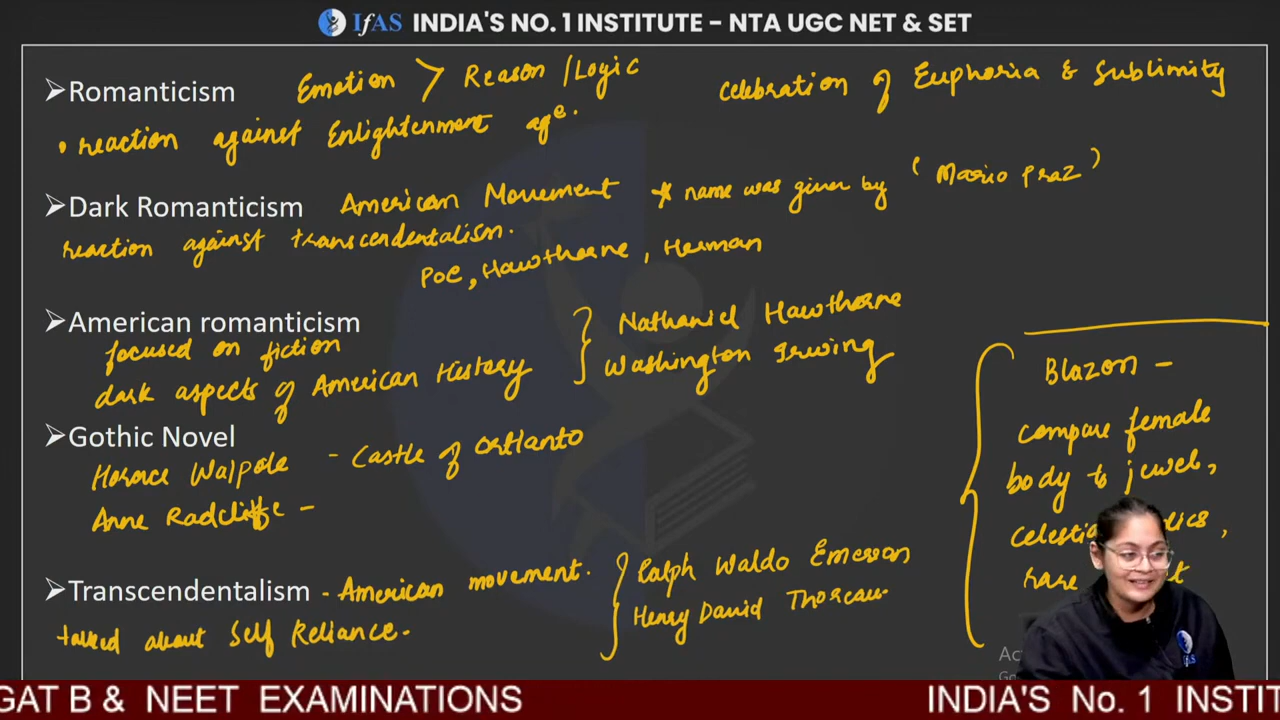 IfAS INDIA'S NO. 1 INSTITUTE – NTA UGC NET & SET
➢Romanticism Emotion > Reason / Logic celebration of Euphoria & Sublimity
• reaction against Enlightenment age.
➢Dark Romanticism American Movement * name was given by (Mario Praz)
reaction against transcendentalism.
Poe, Hawthorne, Herman
➢American romanticism
focused on fiction
dark aspects of American History
Nathaniel Hawthorne
Washington Irwing
➢Gothic Novel
Horace Walpole - Castle of
Anne Radcliffe -
➢Transcendentalism - American movement.
talked about Self Reliance.
Ralph Waldo Emerson
Henry David Thoreau
Blazon -
compare female
body to jewel,
rare
GAT B & NEET EXAMINATIONS INDIA'S No. 1 INSTIT